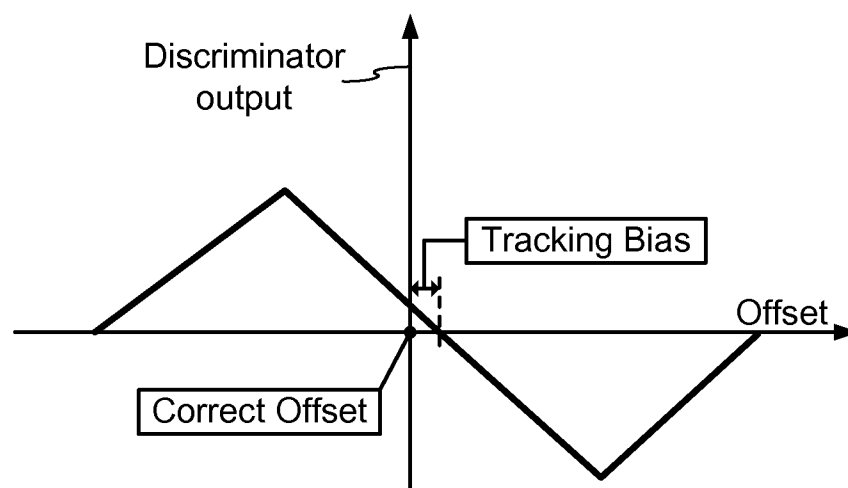 Discriminator
output
Tracking Bias
Offset
Correct Offset